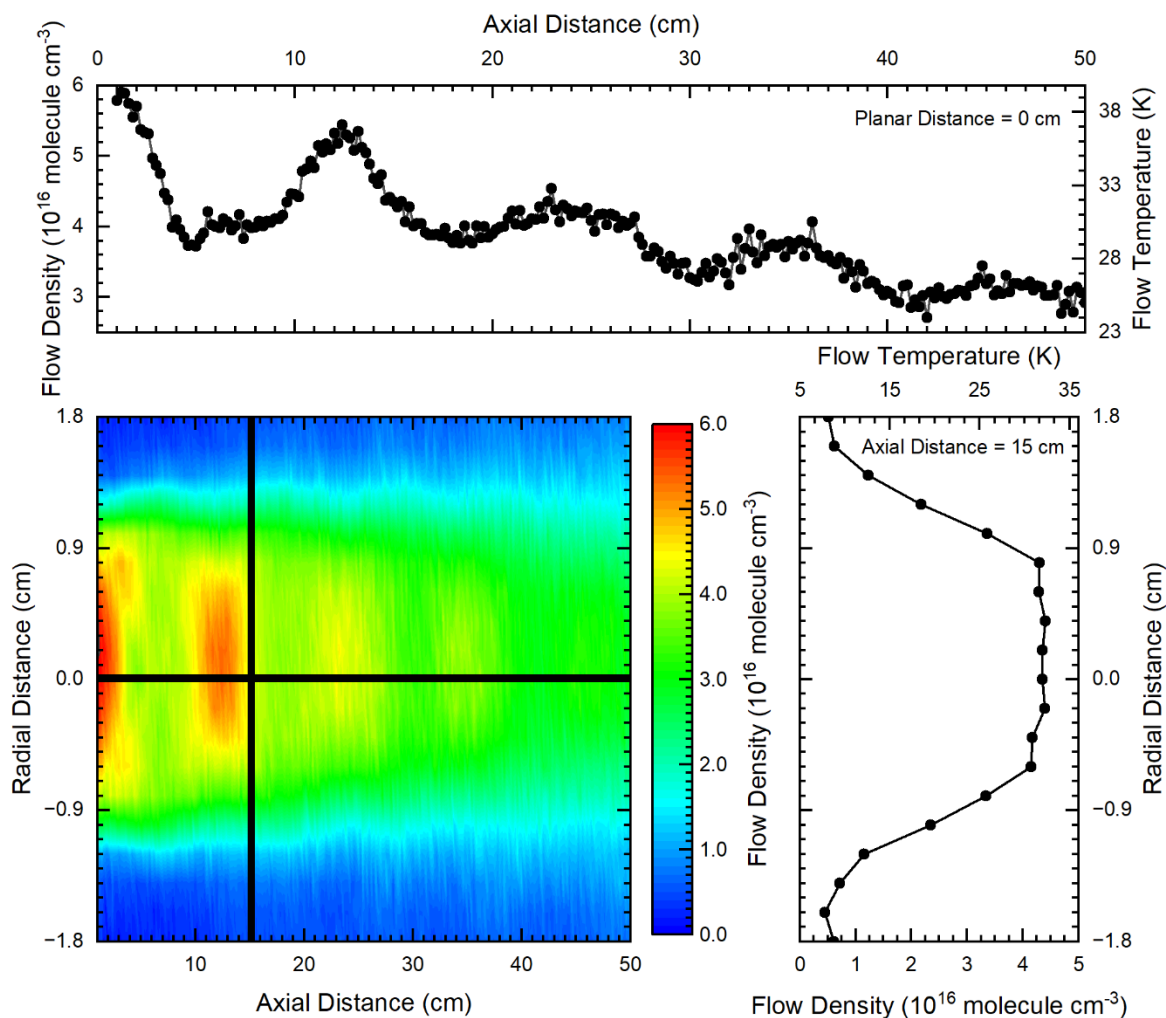 Axial Distance (cm)
0 10 20 30 40 50
Flow Density (10¹⁶ molecule cm⁻³)
6
5
4
3
Planar Distance = 0 cm
38
33
28
23
Flow Temperature (K)
Flow Temperature (K)
5 15 25 35
Radial Distance (cm)
1.8
0.9
0.0
−0.9
−1.8
10 20 30 40 50
Axial Distance (cm)
6.0
5.0
4.0
3.0
2.0
1.0
0.0
Flow Density (10¹⁶ molecule cm⁻³)
Axial Distance = 15 cm
1.8
0.9
0.0
−0.9
−1.8
Radial Distance (cm)
0 1 2 3 4 5
Flow Density (10¹⁶ molecule cm⁻³)